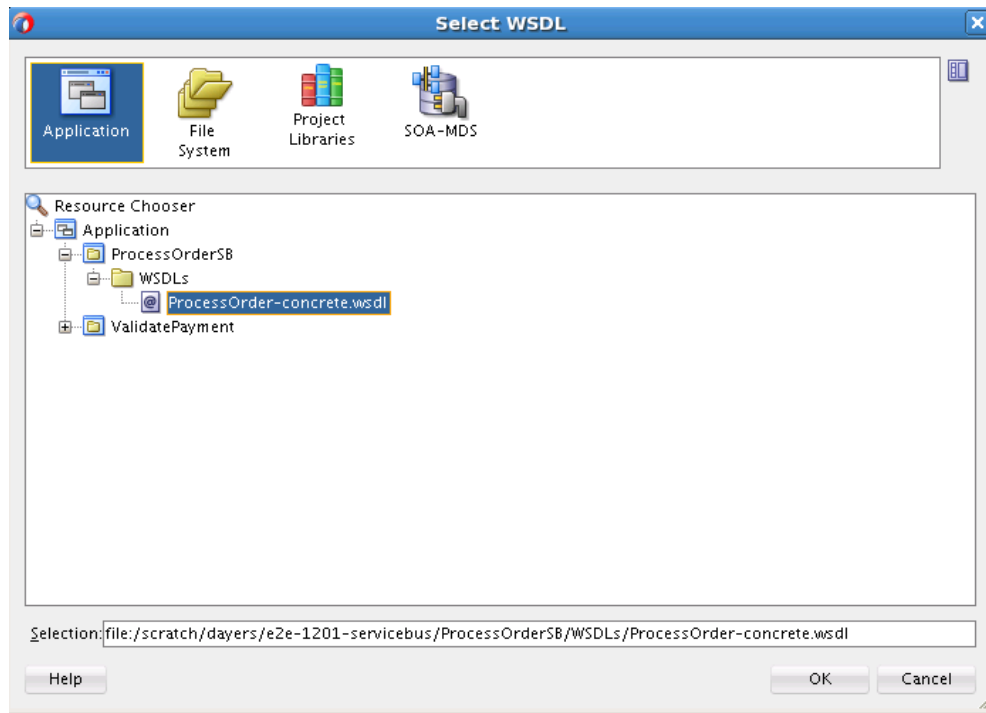 Select WSDL
Application
File
System
Project
Libraries
SOA-MDS
Resource Chooser
Application
ProcessOrderSB
WSDLs
ProcessOrder-concrete.wsdl
ValidatePayment
Selection: file:/scratch/dayers/e2e-1201-servicebus/ProcessOrderSB/WSDLs/ProcessOrder-concrete.wsdl
Help OK Cancel